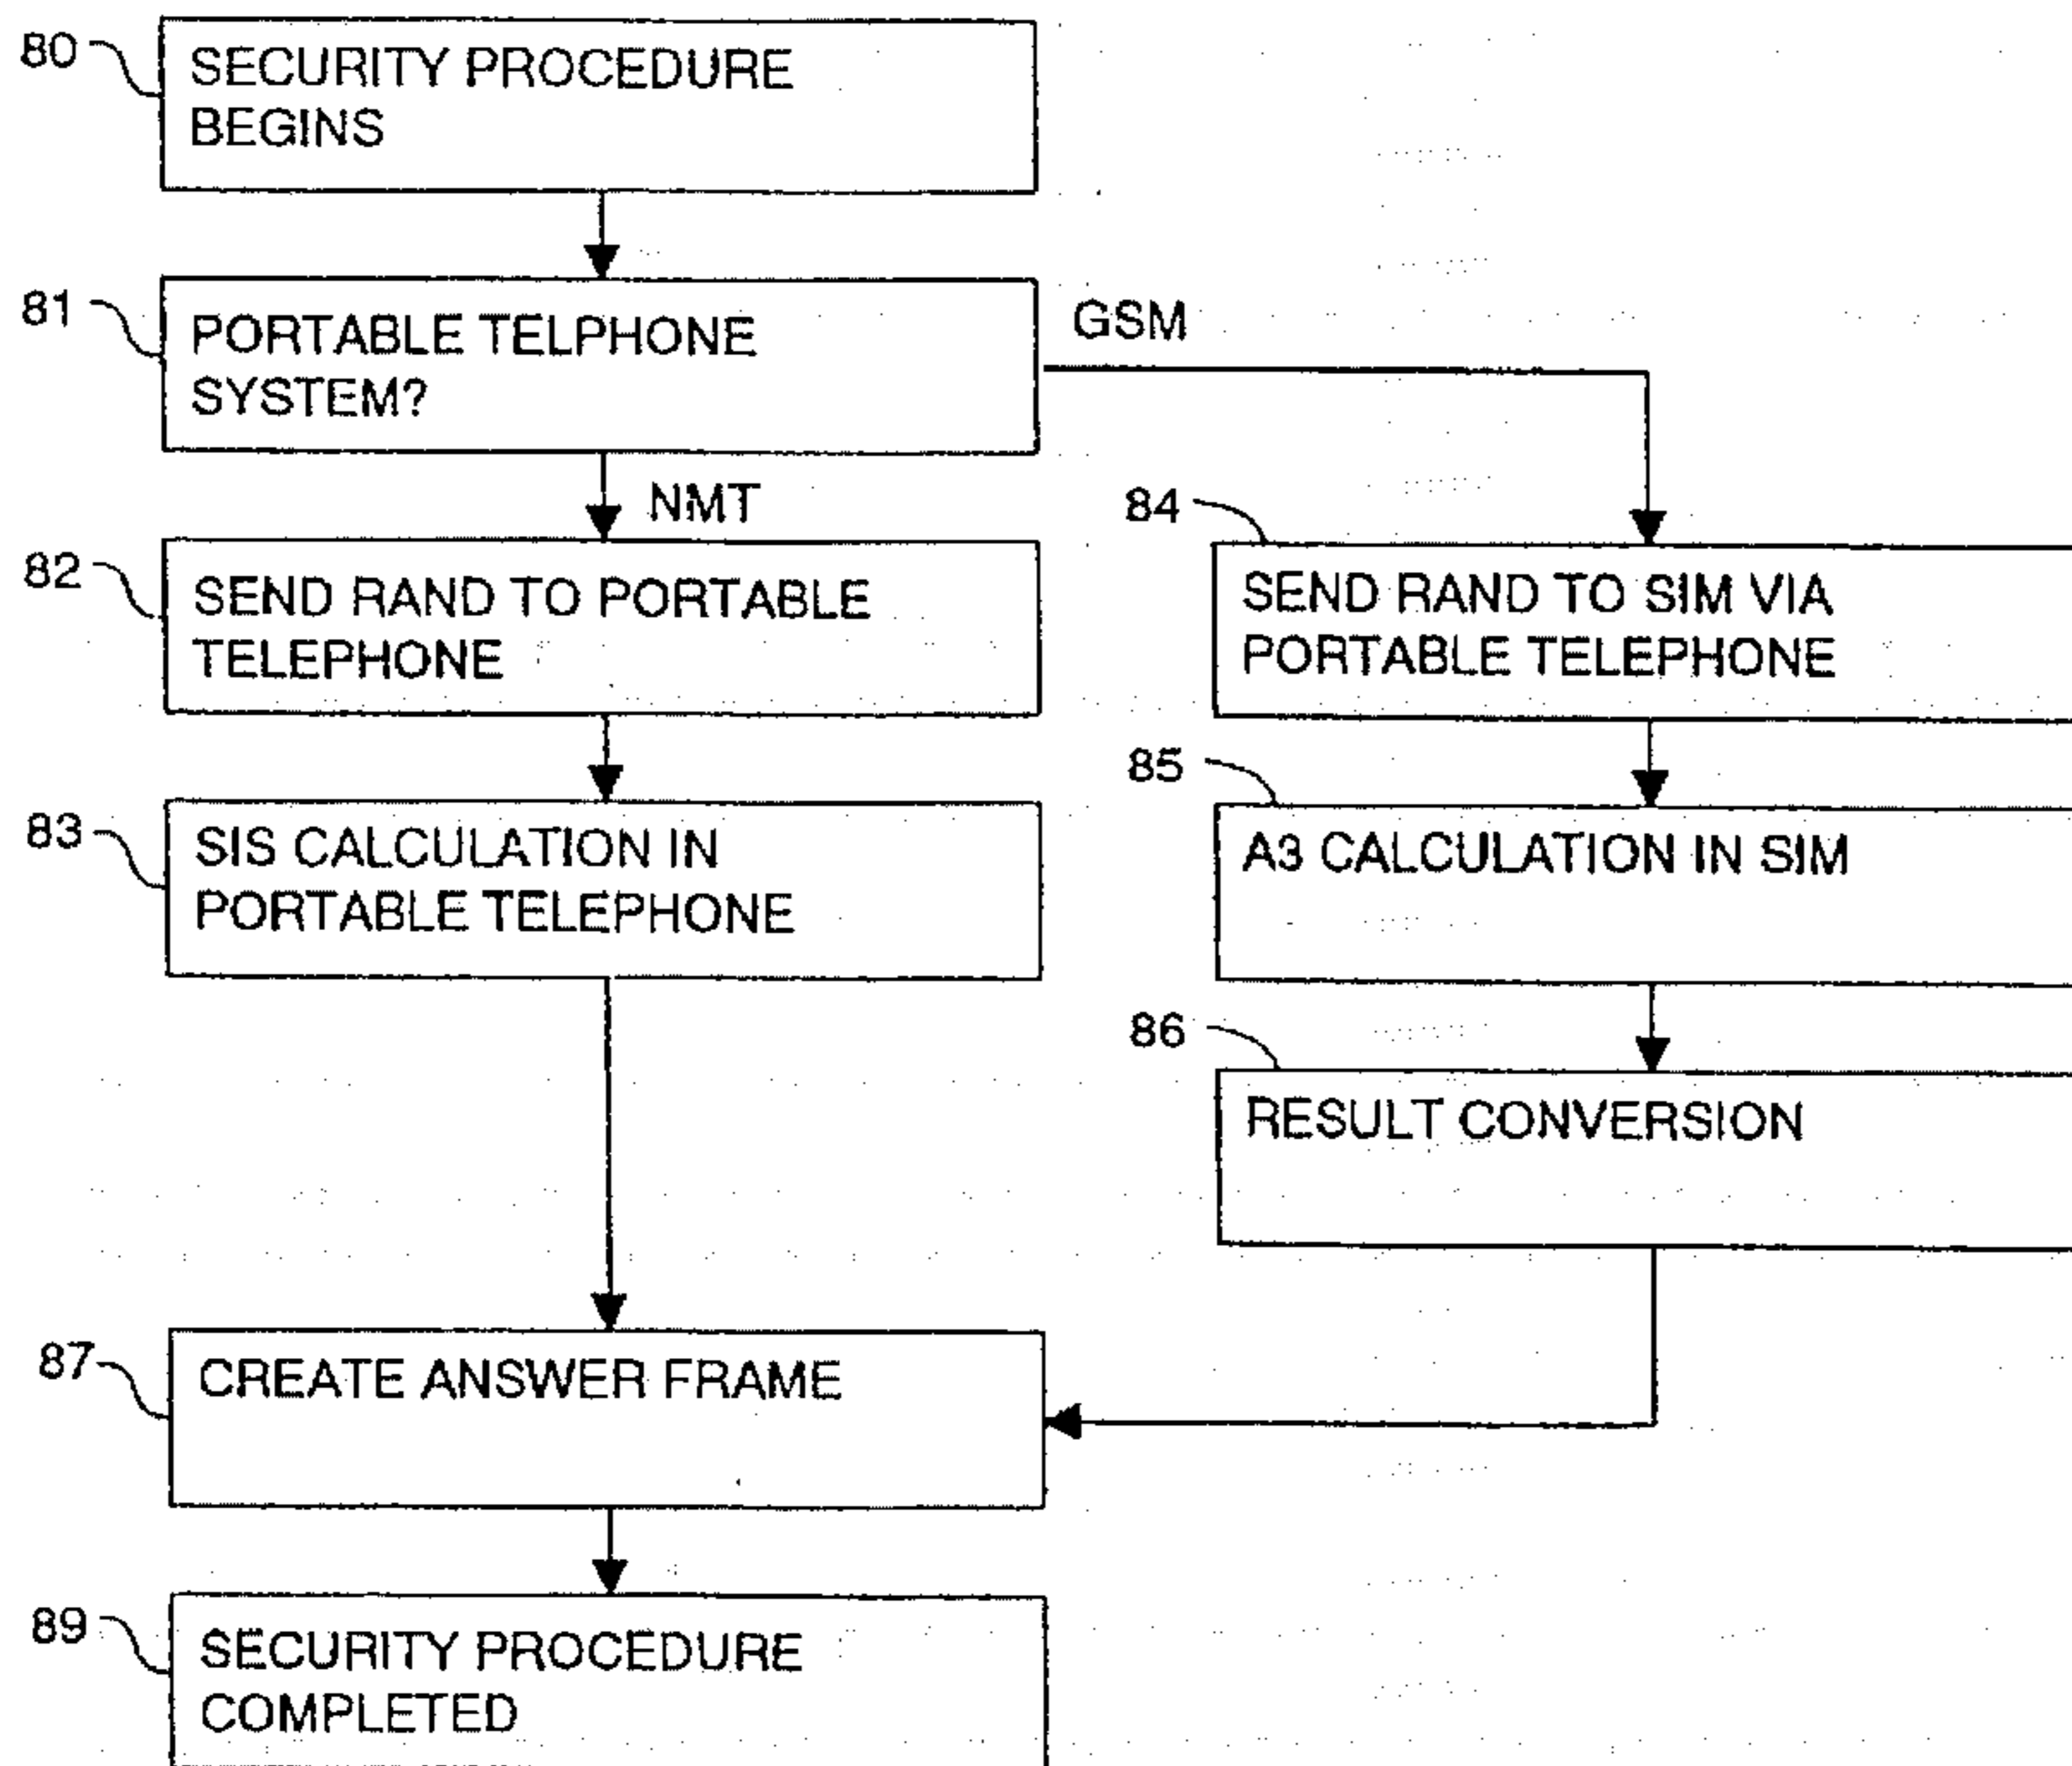 80
SECURITY PROCEDURE
BEGINS
81
PORTABLE TELPHONE
SYSTEM?
GSM
NMT
82
SEND RAND TO PORTABLE
TELEPHONE
83
SIS CALCULATION IN
PORTABLE TELEPHONE
84
SEND RAND TO SIM VIA
PORTABLE TELEPHONE
85
A3 CALCULATION IN SIM
86
RESULT CONVERSION
87
CREATE ANSWER FRAME
89
SECURITY PROCEDURE
COMPLETED